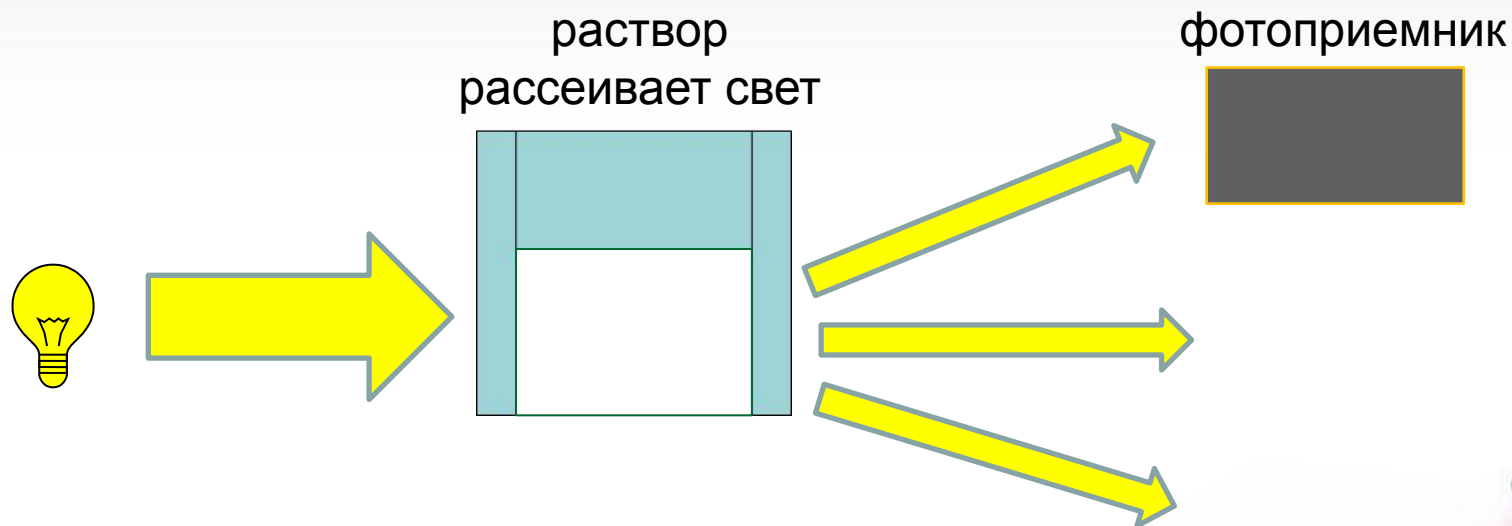 раствор
рассеивает свет
фотоприемник